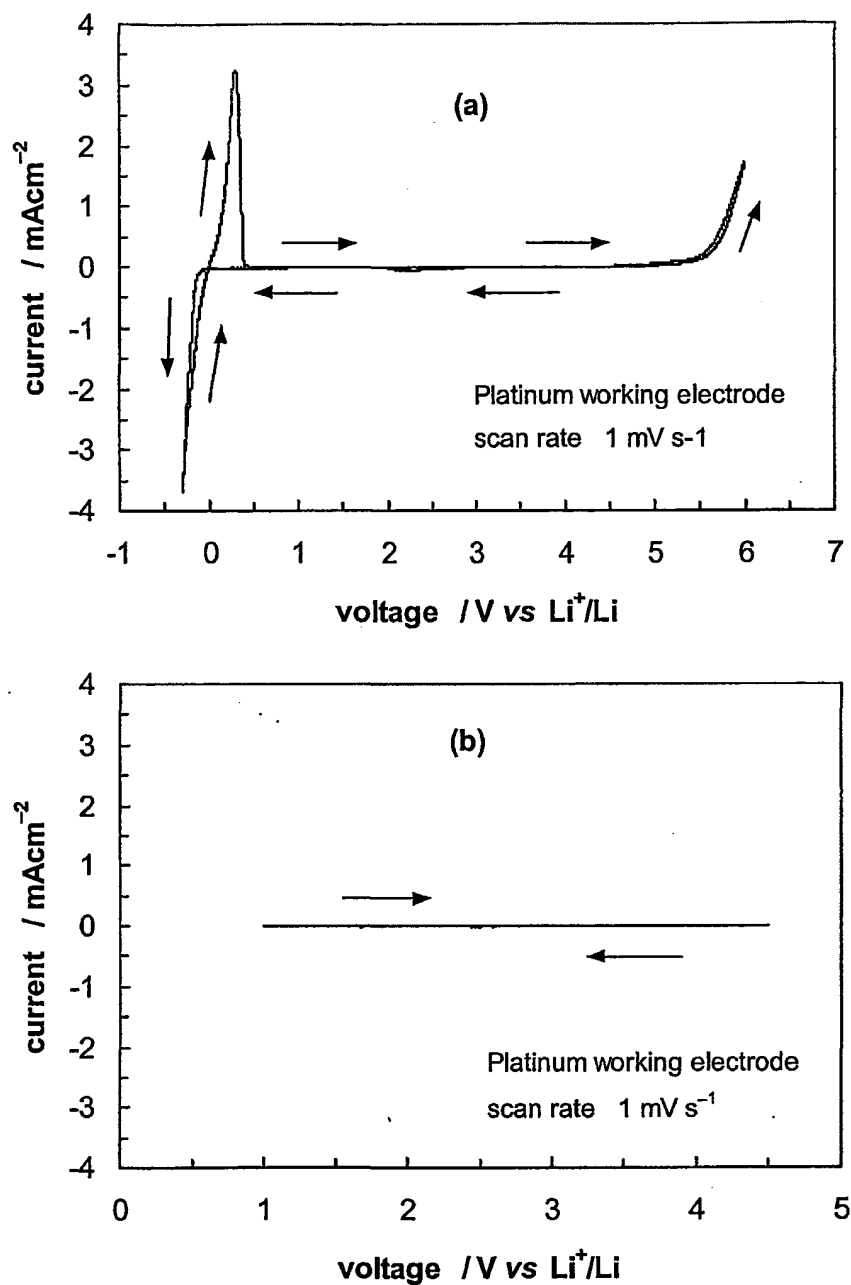 4
3
2
1
0
-1
-2
-3
-4
current / mAcm⁻²
(a)
Platinum working electrode
scan rate 1 mV s-1
-1 0 1 2 3 4 5 6 7
voltage / V vs Li⁺/Li
4
3
2
1
0
-1
-2
-3
-4
current / mAcm⁻²
(b)
Platinum working electrode
scan rate 1 mV s⁻¹
0 1 2 3 4 5
voltage / V vs Li⁺/Li